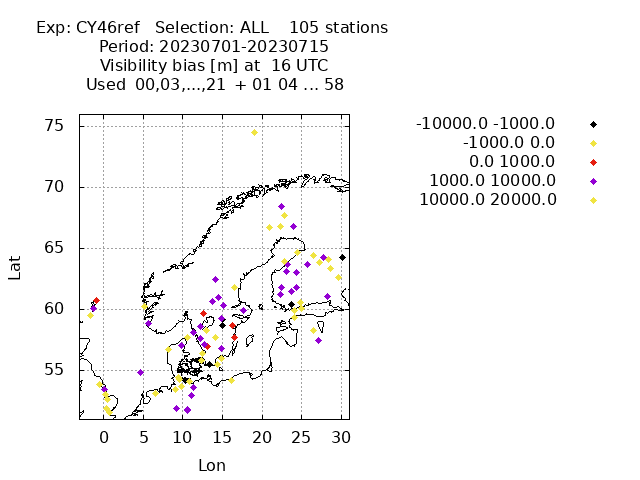 Exp: CY46ref Selection: ALL 105 stations
Period: 20230701-20230715
Visibility bias [m] at 16 UTC
Used 00,03,...,21 + 01 04 ... 58
-10000.0 -1000.0
-1000.0 0.0
0.0 1000.0
1000.0 10000.0
10000.0 20000.0
75
70
65
60
55
Lat
0 5 10 15 20 25 30
Lon